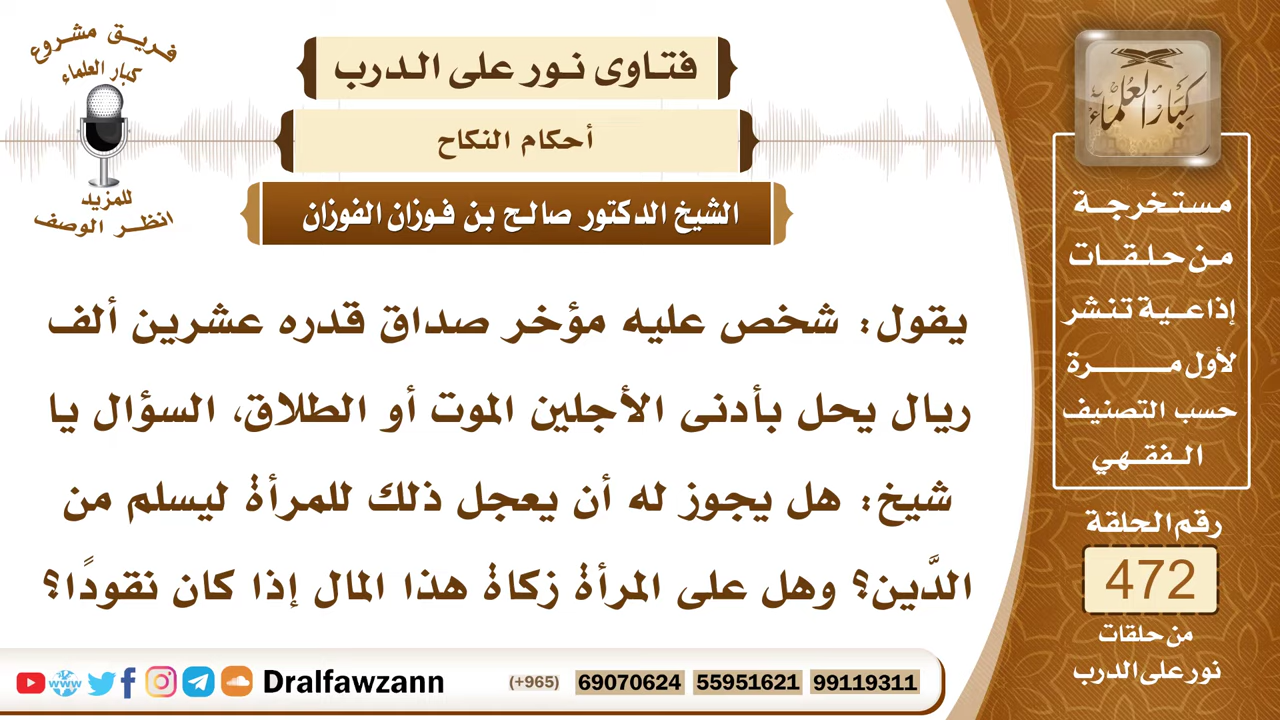 فريق مشروع
كبار العلماء
للمزيد
انظر الوصف
فتاوى نور على الدرب
أحكام النكاح
الشيخ الدكتور صالح بن فوزان الفوزان
يقول: شخص عليه مؤخر صداق قدره عشرين ألف
ريال يحل بأدنى الأجلين الموت أو الطلاق، السؤال يا
شيخ: هل يجوز له أن يعجل ذلك للمرأة ليسلم من
الدَّين؟ وهل على المرأة زكاة هذا المال إذا كان نقودًا؟
كِبَارُ العُلَمَاء
مستخرجة
من حلقات
إذاعية تنشر
لأول مرة
حسب التصنيف
الفقهي
رقم الحلقة
472
من حلقات
نور على الدرب
www
Dralfawzann
(+965) 69070624 55951621 99119311